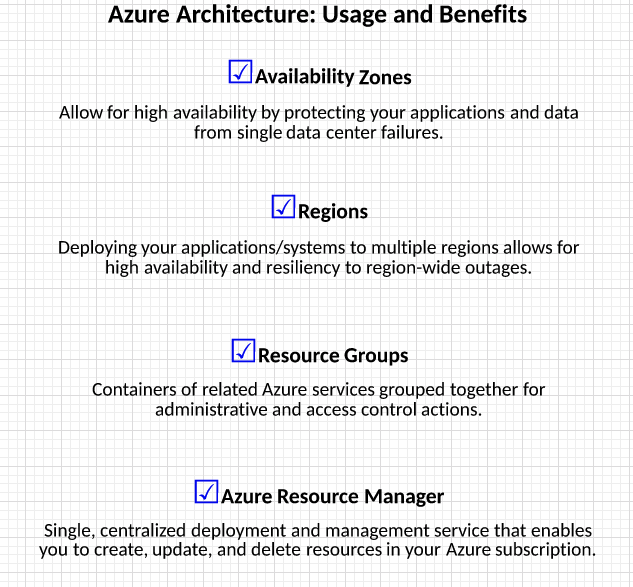 Azure Architecture: Usage and Benefits
☑ Availability Zones
Allow for high availability by protecting your applications and data
from single data center failures.
☑ Regions
Deploying your applications/systems to multiple regions allows for
high availability and resiliency to region-wide outages.
☑ Resource Groups
Containers of related Azure services grouped together for
administrative and access control actions.
☑ Azure Resource Manager
Single, centralized deployment and management service that enables
you to create, update, and delete resources in your Azure subscription.